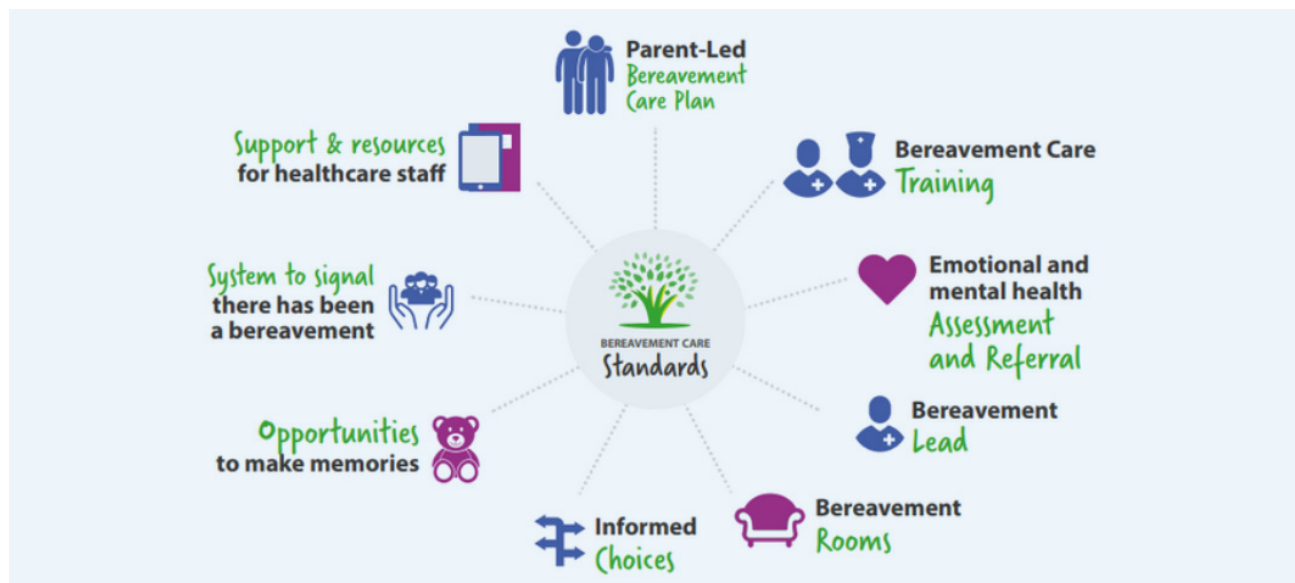 Parent-Led
Bereavement
Care Plan
Bereavement Care
Training
Emotional and
mental health
Assessment
and Referral
Bereavement
Lead
Bereavement
Rooms
Informed
Choices
Opportunities
to make memories
System to signal
there has been
a bereavement
Support & resources
for healthcare staff
BEREAVEMENT CARE
Standards